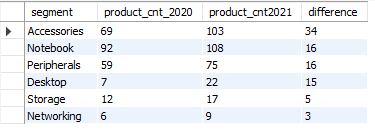 segment product_cnt_2020 product_cnt2021 difference
Accessories 69 103 34
Notebook 92 108 16
Peripherals 59 75 16
Desktop 7 22 15
Storage 12 17 5
Networking 6 9 3